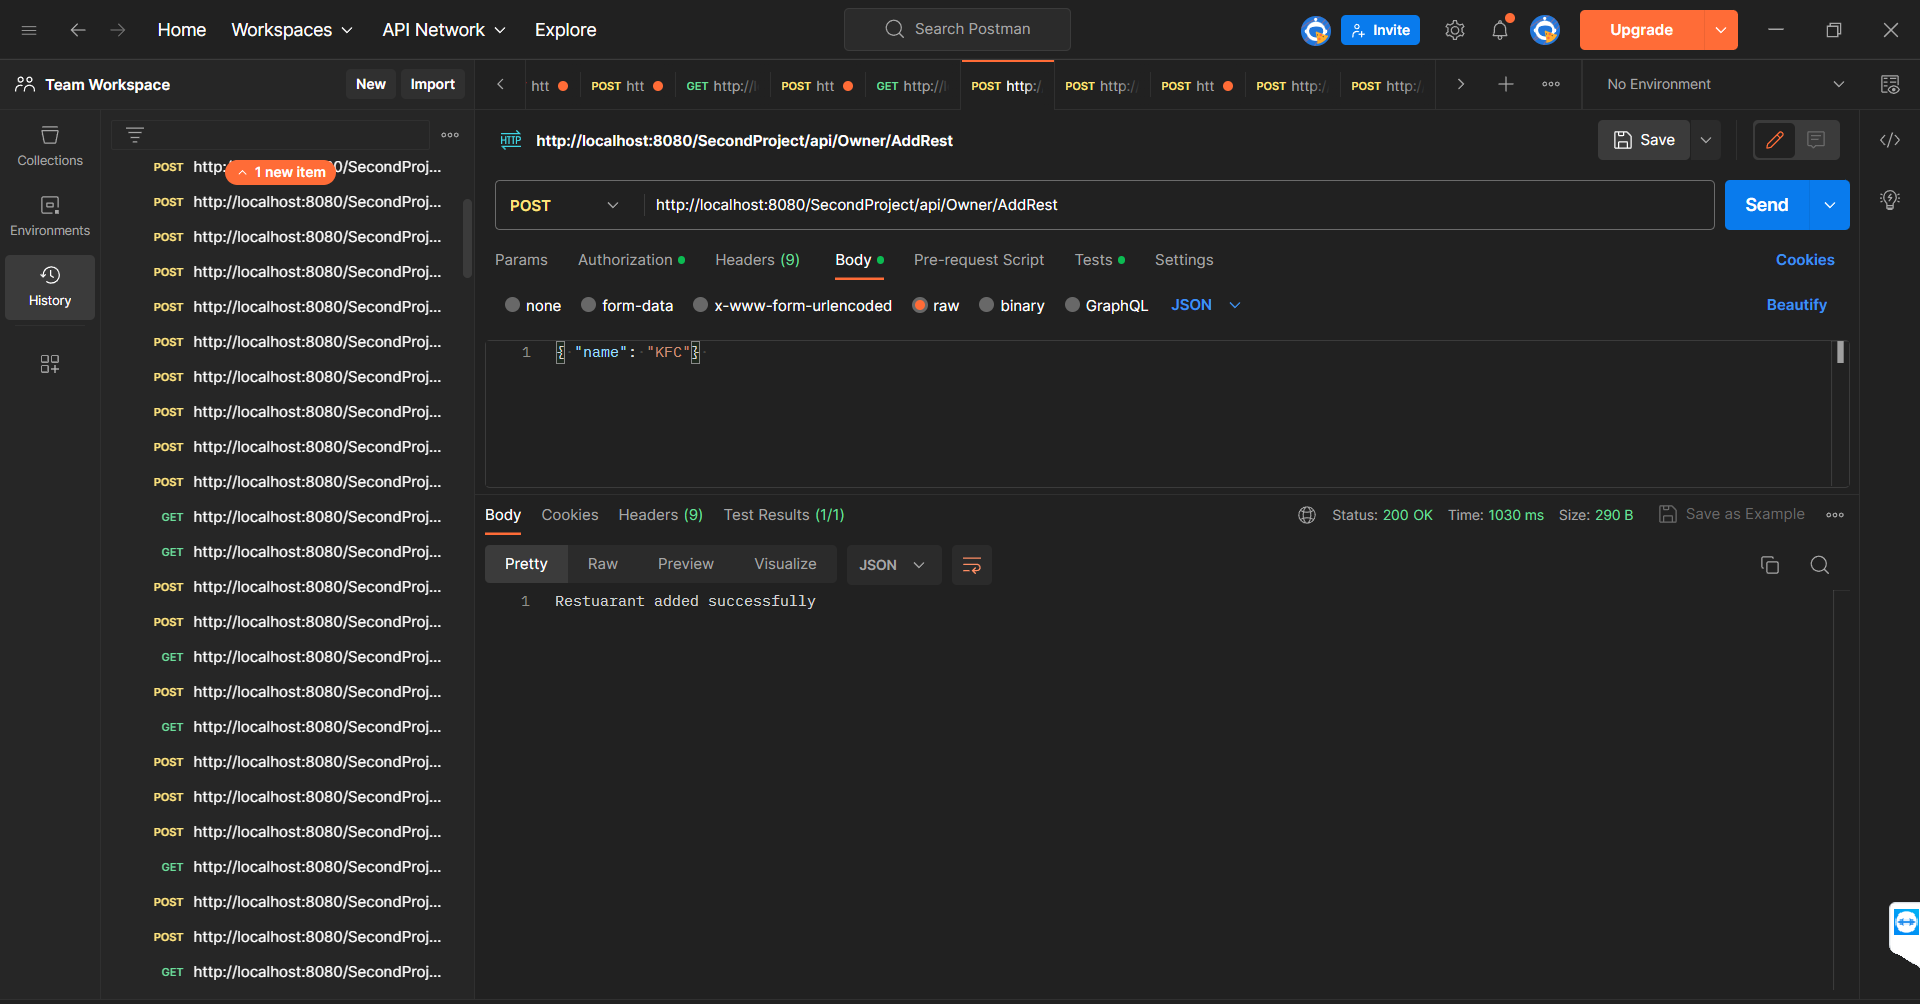 Home
Workspaces
API Network
Explore
Search Postman
Invite
Upgrade
Team Workspace
New
Import
htt
POST htt
GET http://
POST htt
GET http://
POST http:/
POST http:/
POST htt
POST http:/
POST http:/
No Environment
Collections
Environments
History
1 new item
POST http://localhost:8080/SecondProj...
POST http://localhost:8080/SecondProj...
POST http://localhost:8080/SecondProj...
POST http://localhost:8080/SecondProj...
POST http://localhost:8080/SecondProj...
POST http://localhost:8080/SecondProj...
POST http://localhost:8080/SecondProj...
POST http://localhost:8080/SecondProj...
POST http://localhost:8080/SecondProj...
POST http://localhost:8080/SecondProj...
GET http://localhost:8080/SecondProj...
GET http://localhost:8080/SecondProj...
POST http://localhost:8080/SecondProj...
POST http://localhost:8080/SecondProj...
GET http://localhost:8080/SecondProj...
POST http://localhost:8080/SecondProj...
GET http://localhost:8080/SecondProj...
POST http://localhost:8080/SecondProj...
POST http://localhost:8080/SecondProj...
POST http://localhost:8080/SecondProj...
GET http://localhost:8080/SecondProj...
POST http://localhost:8080/SecondProj...
POST http://localhost:8080/SecondProj...
GET http://localhost:8080/SecondProj...
HTTP http://localhost:8080/SecondProject/api/Owner/AddRest
Save
POST http://localhost:8080/SecondProject/api/Owner/AddRest
Send
Params
Authorization
Headers (9)
Body
Pre-request Script
Tests
Settings
Cookies
none
form-data
x-www-form-urlencoded
raw
binary
GraphQL
JSON
Beautify
1 { "name": "KFC"}
Body
Cookies
Headers (9)
Test Results (1/1)
Status: 200 OK
Time: 1030 ms
Size: 290 B
Save as Example
Pretty
Raw
Preview
Visualize
JSON
1 Restuarant added successfully